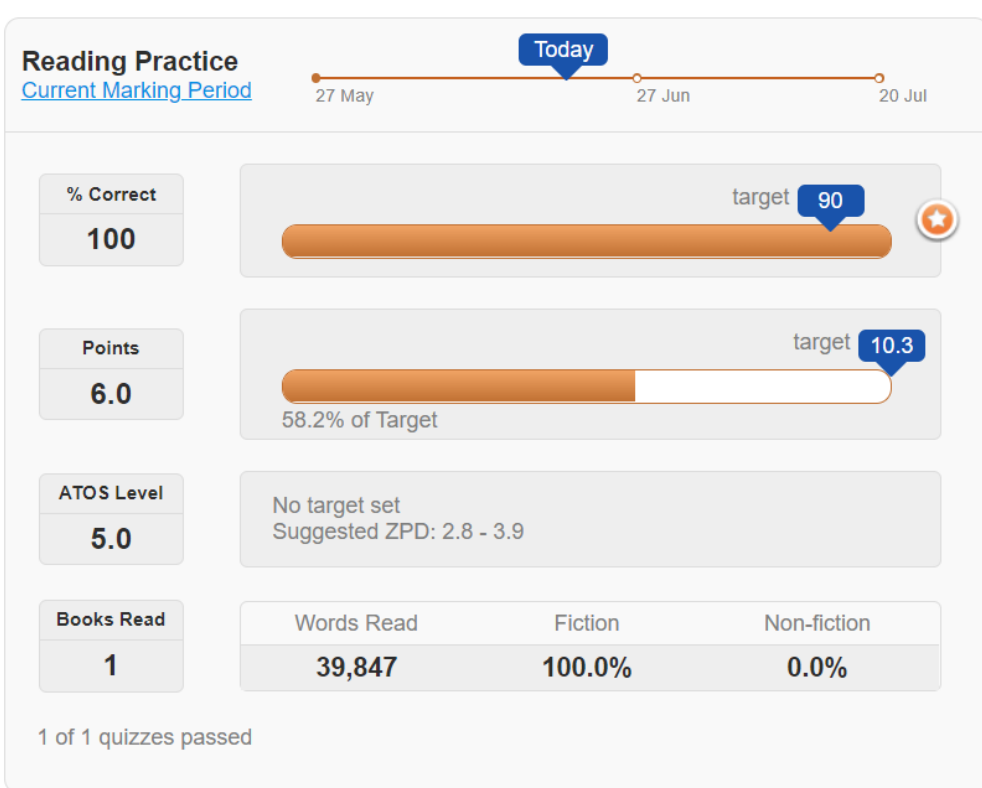 Reading Practice
Current Marking Period
Today
27 May
27 Jun
20 Jul
% Correct
100
target 90
Points
6.0
target 10.3
58.2% of Target
ATOS Level
5.0
No target set
Suggested ZPD: 2.8 - 3.9
Books Read
1
Words Read Fiction Non-fiction
39,847 100.0% 0.0%
1 of 1 quizzes passed